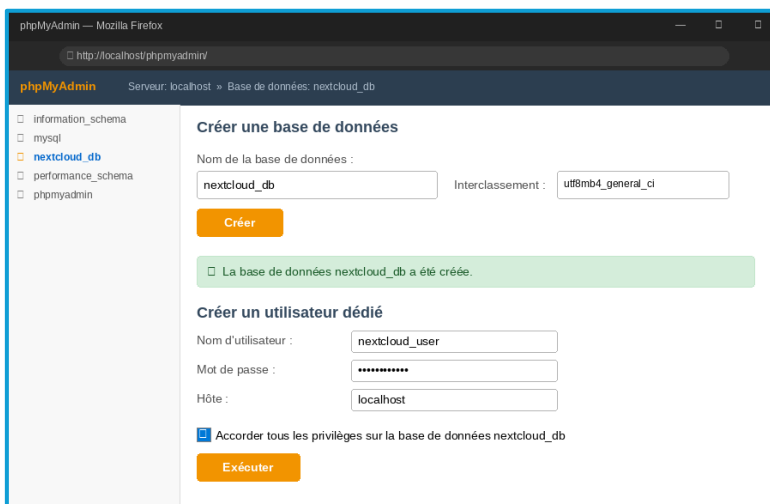 phpMyAdmin — Mozilla Firefox
http://localhost/phpmyadmin/
phpMyAdmin Serveur: localhost » Base de données: nextcloud_db
information_schema
mysql
nextcloud_db
performance_schema
phpmyadmin
Créer une base de données
Nom de la base de données :
nextcloud_db Interclassement : utf8mb4_general_ci
Créer
La base de données nextcloud_db a été créée.
Créer un utilisateur dédié
Nom d'utilisateur : nextcloud_user
Mot de passe : ••••••••••••
Hôte : localhost
Accorder tous les privilèges sur la base de données nextcloud_db
Exécuter